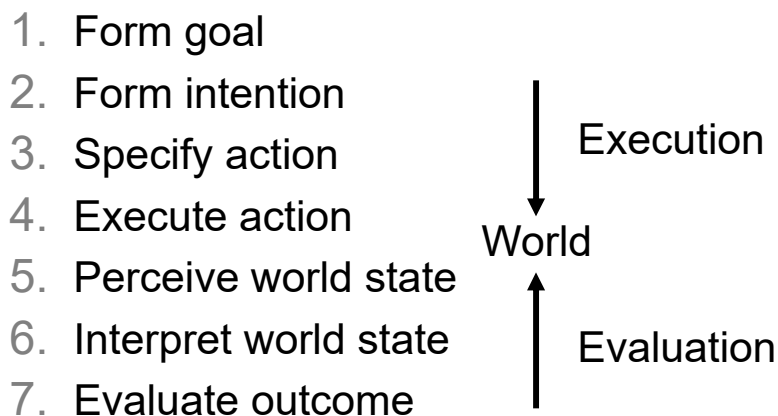 1. Form goal
2. Form intention
3. Specify action
4. Execute action
5. Perceive world state
6. Interpret world state
7. Evaluate outcome
Execution
World
Evaluation